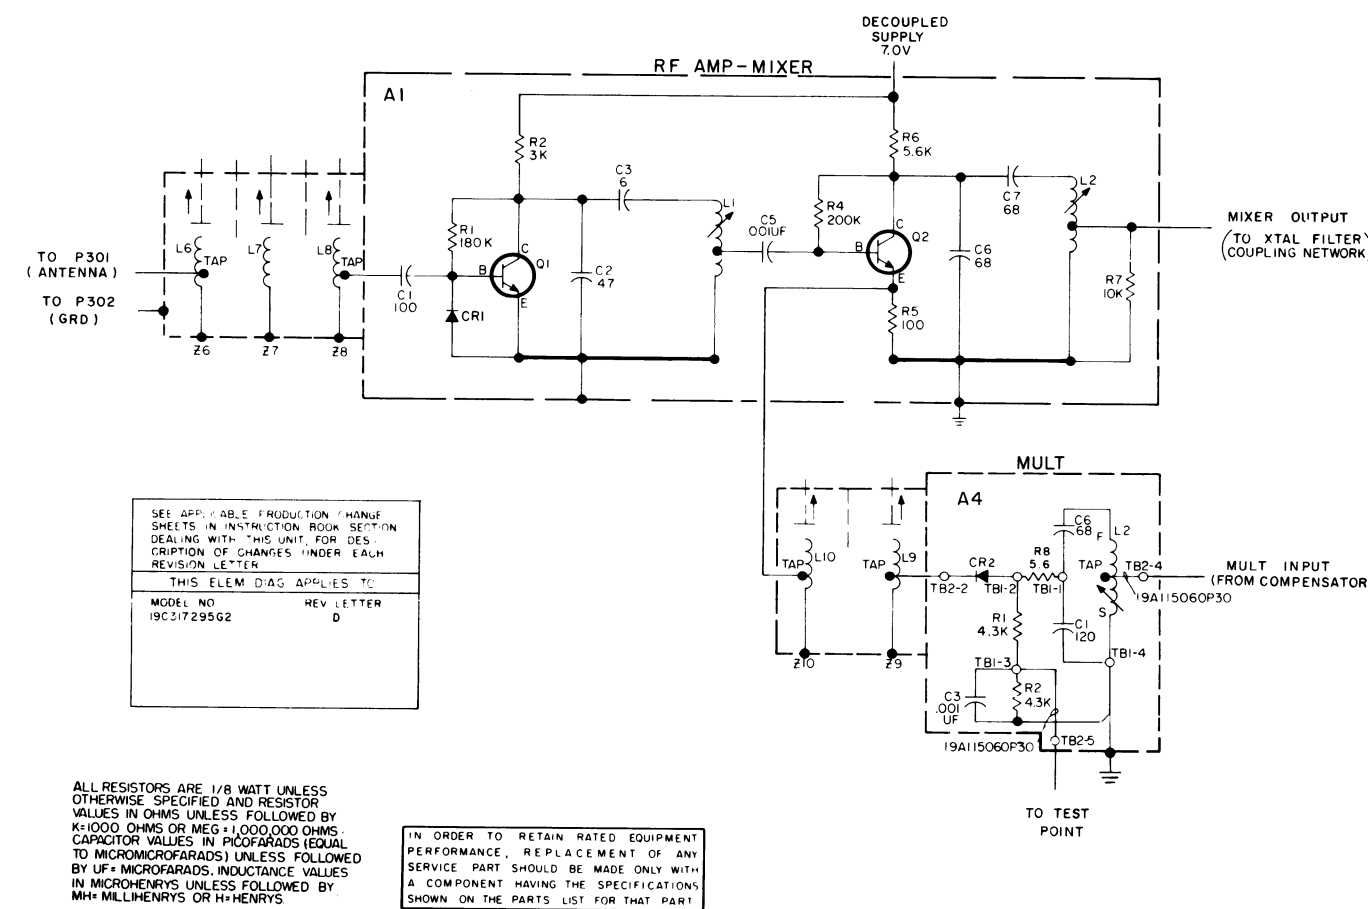 DECOUPLED
SUPPLY
7.0V
RF AMP-MIXER
A1
R2
3K
R6
5.6K
C3
6
L1
C7
68
L2
R1
180K
C5
.001UF
R4
200K
L6
TAP
L7
L8
TAP
C
B
Q1
E
C
B
Q2
E
C6
68
MIXER OUTPUT
(TO XTAL FILTER
COUPLING NETWORK)
TO P301
(ANTENNA)
C1
100
C2
47
R7
10K
TO P302
(GRD)
CR1
R5
100
Z6
Z7
Z8
MULT
A4
C6
68
F
L2
TAP
L10
TAP
L9
CR2
R8
5.6
TAP
TB2-4
MULT INPUT
(FROM COMPENSATOR
TB2-2
TB1-2
TB1-1
19A115060P30
S
R1
4.3K
C1
120
TB1-4
Z10
Z9
TB1-3
C3
.001
UF
R2
4.3K
19A115060P30
TB2-5
TO TEST
POINT
SEE APPLICABLE PRODUCTION CHANGE
SHEETS IN INSTRUCTION BOOK SECTION
DEALING WITH THIS UNIT, FOR DES-
CRIPTION OF CHANGES UNDER EACH
REVISION LETTER
THIS ELEM DIAG APPLIES TO
MODEL NO REV LETTER
19C317295G2 D
ALL RESISTORS ARE 1/8 WATT UNLESS
OTHERWISE SPECIFIED AND RESISTOR
VALUES IN OHMS UNLESS FOLLOWED BY
K=1000 OHMS OR MEG=1,000,000 OHMS.
CAPACITOR VALUES IN PICOFARADS (EQUAL
TO MICROMICROFARADS) UNLESS FOLLOWED
BY UF= MICROFARADS. INDUCTANCE VALUES
IN MICROHENRYS UNLESS FOLLOWED BY
MH= MILLIHENRYS OR H=HENRYS.
IN ORDER TO RETAIN RATED EQUIPMENT
PERFORMANCE, REPLACEMENT OF ANY
SERVICE PART SHOULD BE MADE ONLY WITH
A COMPONENT HAVING THE SPECIFICATIONS
SHOWN ON THE PARTS LIST FOR THAT PART